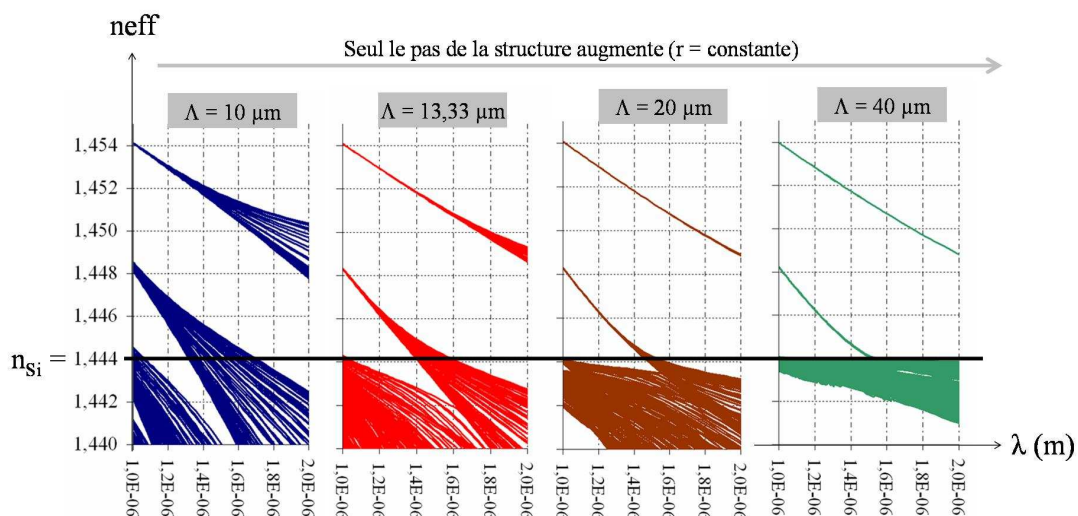 neff
Seul le pas de la structure augmente (r = constante)
Λ = 10 µm
Λ = 13,33 µm
Λ = 20 µm
Λ = 40 µm
1,454
1,452
1,450
1,448
1,446
nSi = 1,444
1,442
1,440
λ (m)
1,0E-06 1,2E-06 1,4E-06 1,6E-06 1,8E-06 2,0E-06
1,0E-06 1,2E-06 1,4E-06 1,6E-06 1,8E-06 2,0E-06
1,0E-06 1,2E-06 1,4E-06 1,6E-06 1,8E-06 2,0E-06
1,0E-06 1,2E-06 1,4E-06 1,6E-06 1,8E-06 2,0E-06